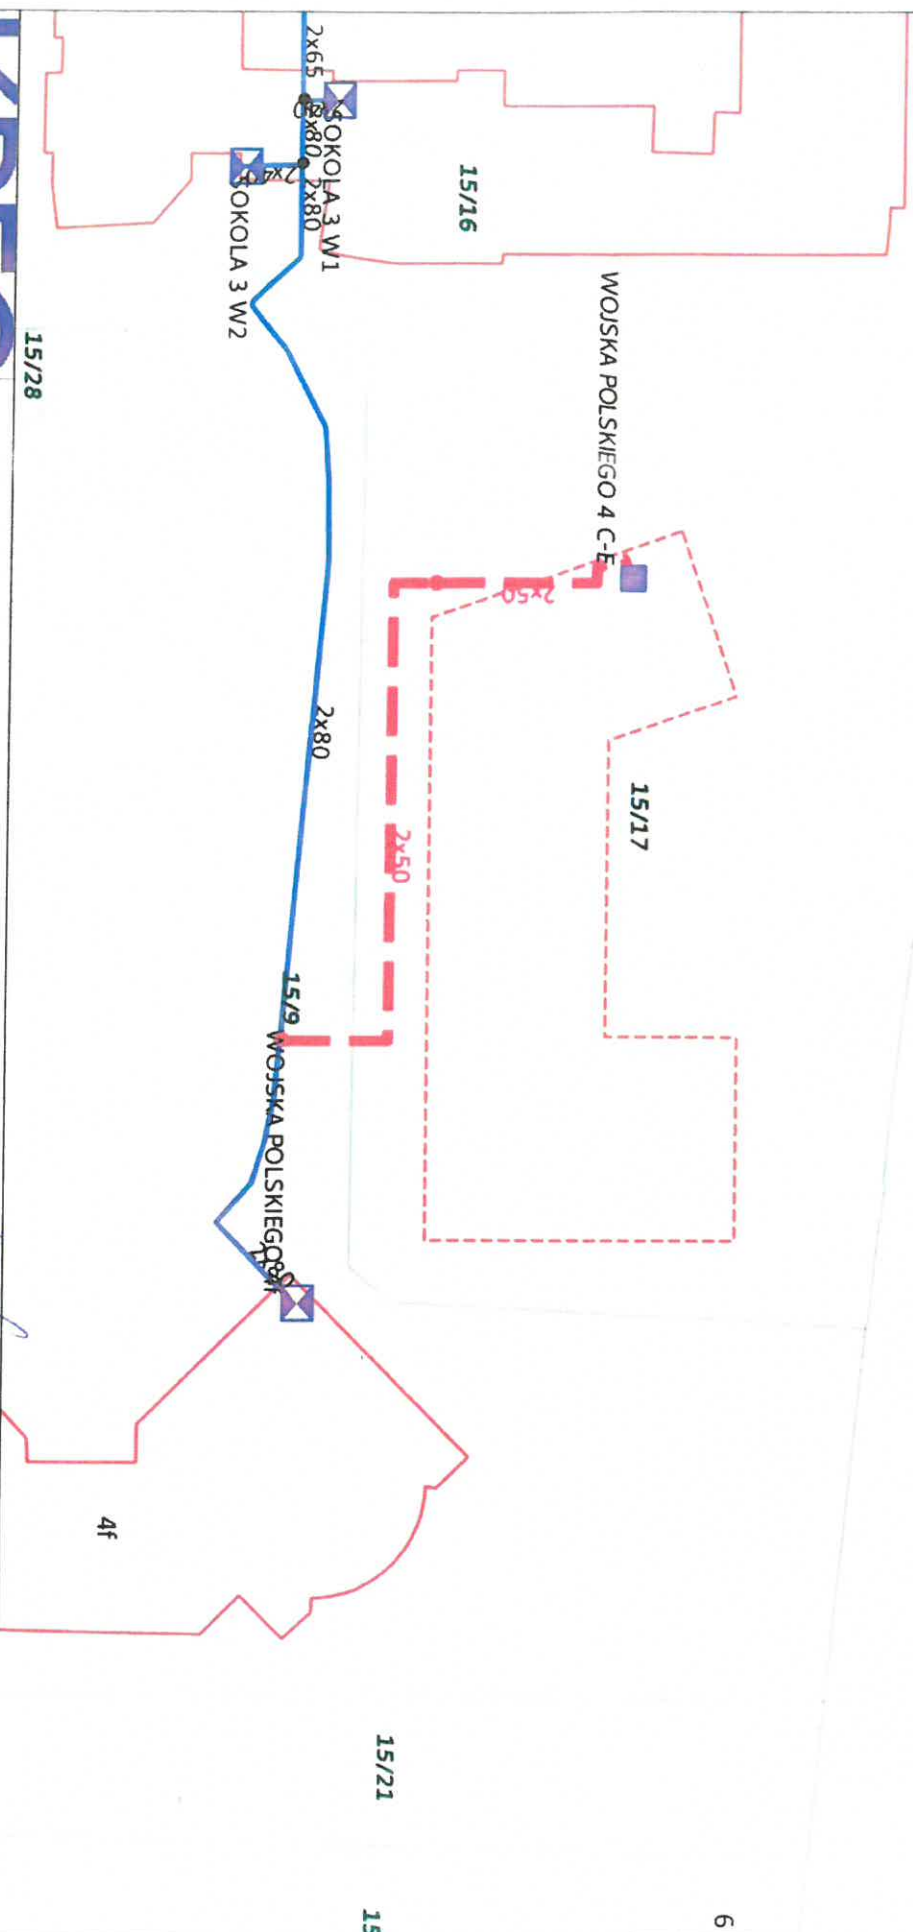 2x65
2x80
SOKOLA 3 W1
2x80
SOKOLA 3 W2
15/16
15/28
WOJSKA POLSKIEGO 4 C-E
2x50
2x80
15/17
2x50
15/9
WOJSKA POLSKIEGO
4f
15/21
6